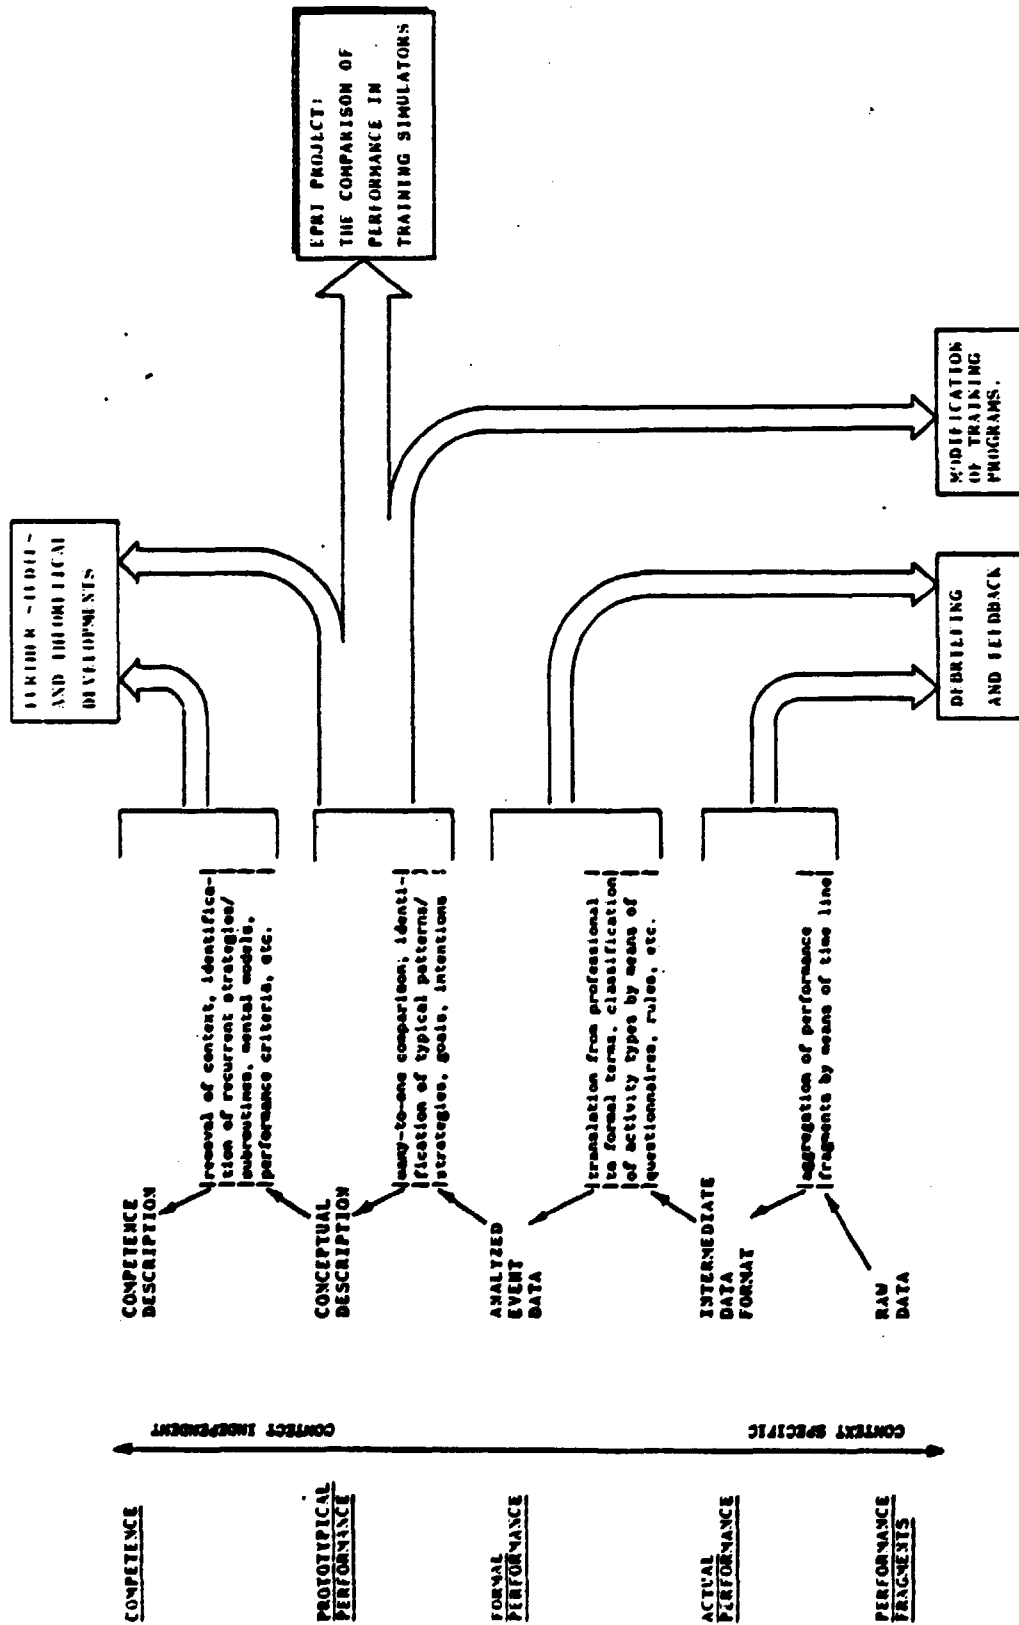 COMPETENCE
PROTOTYPICAL
PERFORMANCE
FORMAL
PERFORMANCE
ACTUAL
PERFORMANCE
PERFORMANCE
FRAGMENTS
CONTEXT INDEPENDENT
CONTEXT SPECIFIC
COMPETENCE
DESCRIPTION
removal of context, identifica-
tion of recurrent strategies/
subroutines, mental models,
performance criteria, etc.
CONCEPTUAL
DESCRIPTION
many-to-one comparison; identi-
fication of typical patterns/
strategies, goals, intentions
ANALYZED
EVENT
DATA
translation from professional
to formal terms, classification
of activity types by means of
questionnaires, rules, etc.
INTERMEDIATE
DATA
FORMAT
aggregation of performance
fragments by means of time line
RAW
DATA
FURTHER
AND THEORETICAL
DEVELOPMENTS
EPRI PROJECT:
THE COMPARISON OF
PERFORMANCE IN
TRAINING SIMULATORS
MODIFICATION
OF TRAINING
PROGRAMS.
DEBRIEFING
AND FEEDBACK